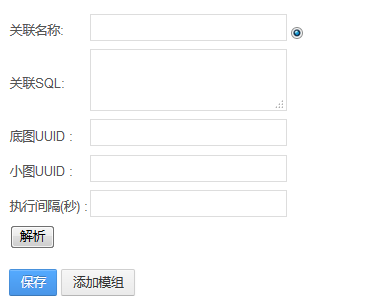 关联名称:
关联SQL:
底图UUID :
小图UUID :
执行间隔(秒) :
解析
保存 添加模组